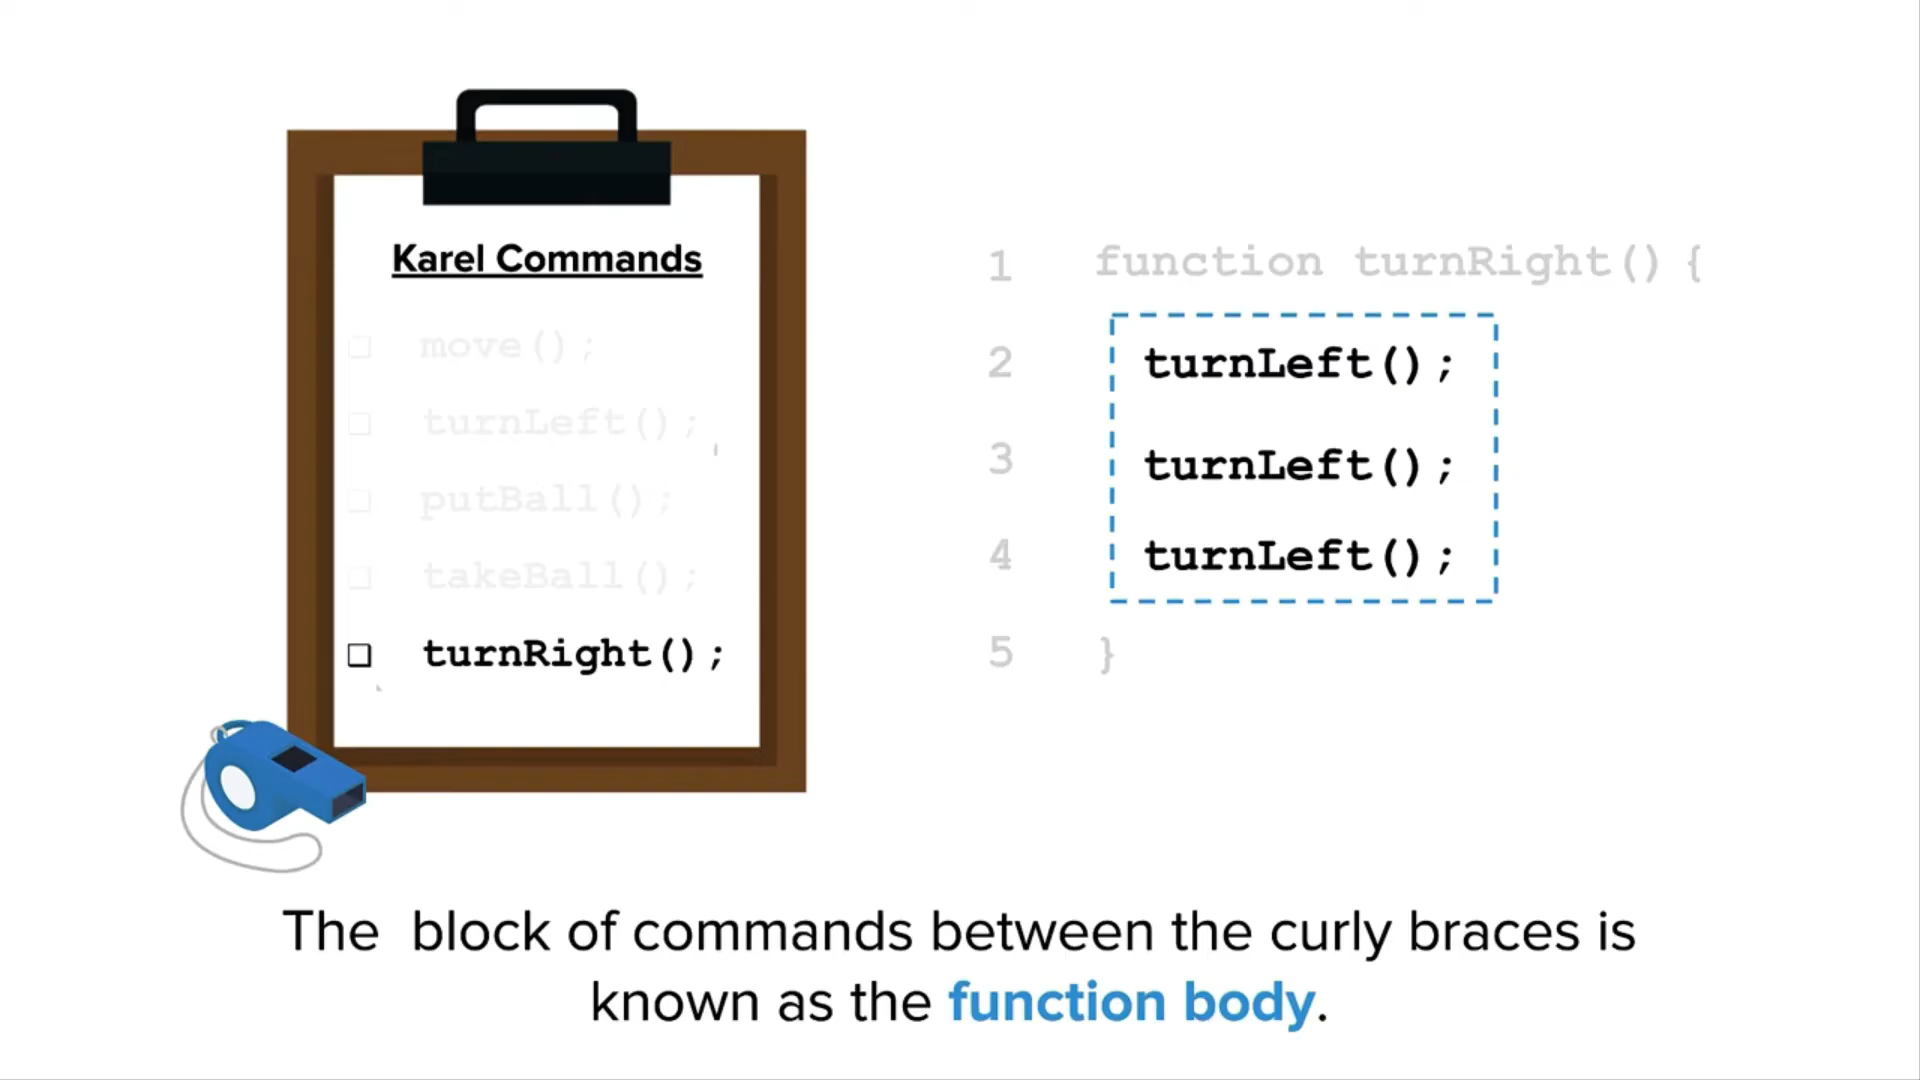 Karel Commands
move();
turnLeft();
putBall();
takeBall();
turnRight();
1 function turnRight() {
2 turnLeft();
3 turnLeft();
4 turnLeft();
5 }
The block of commands between the curly braces is
known as the function body.